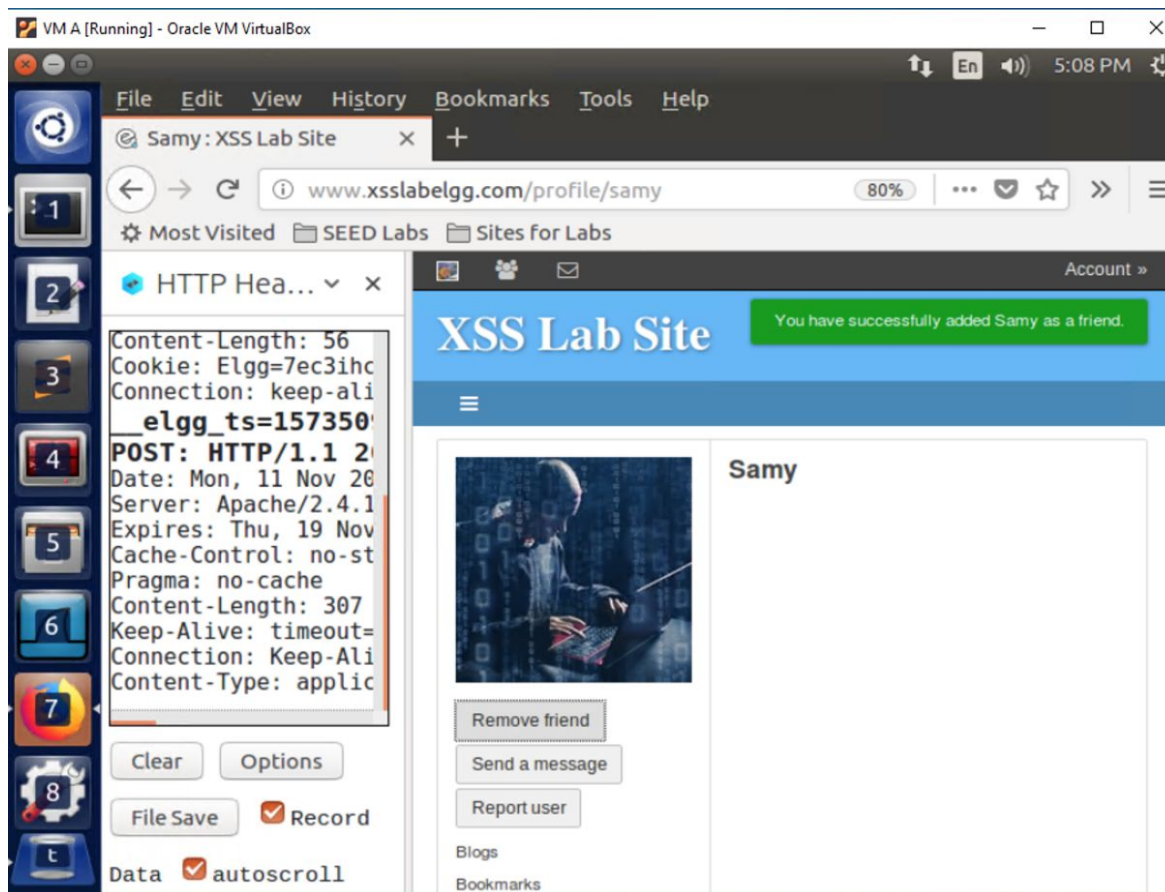 VM A [Running] - Oracle VM VirtualBox
En 5:08 PM
File Edit View History Bookmarks Tools Help
Samy : XSS Lab Site
www.xsslabelgg.com/profile/samy 80%
Most Visited SEED Labs Sites for Labs
HTTP Hea...
Account »
XSS Lab Site
You have successfully added Samy as a friend.
Content-Length: 56
Cookie: Elgg=7ec3ihc
Connection: keep-ali
__elgg_ts=157350
POST: HTTP/1.1 2
Date: Mon, 11 Nov 20
Server: Apache/2.4.1
Expires: Thu, 19 Nov
Cache-Control: no-st
Pragma: no-cache
Content-Length: 307
Keep-Alive: timeout=
Connection: Keep-Ali
Content-Type: applic
Clear Options
File Save Record
Data autoscroll
Samy
Remove friend
Send a message
Report user
Blogs
Bookmarks
1
2
3
4
5
6
7
8
t